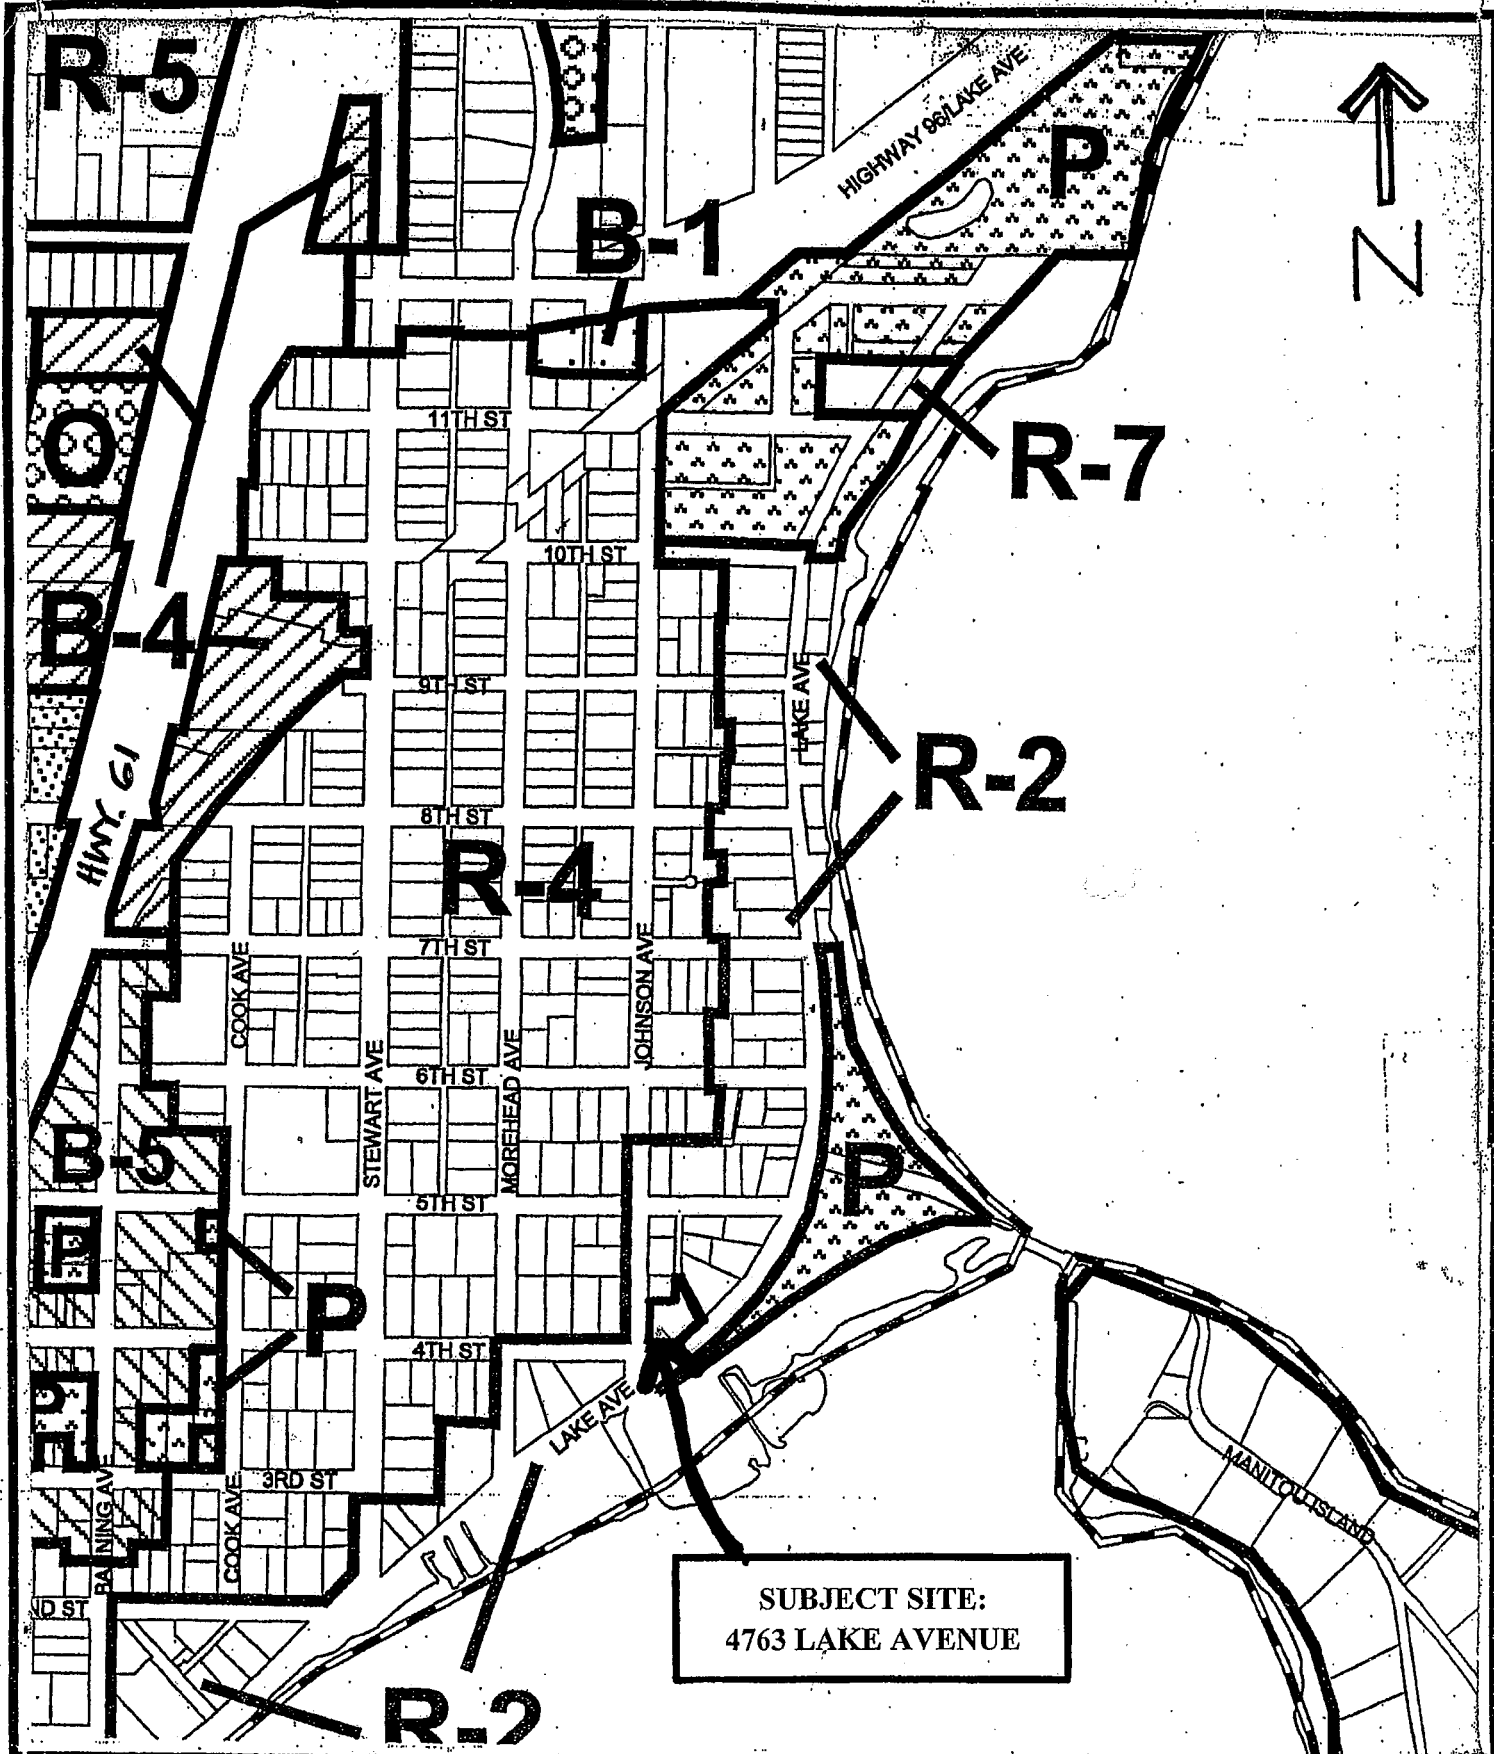 R-5
HIGHWAY 96/LAKE AVE
P
N
B-1
11TH ST
R-7
O
10TH ST
B-4
9TH ST
LAKE AVE
R-2
HWY. 61
8TH ST
R-4
7TH ST
COOK AVE
JOHNSON AVE
STEWART AVE
6TH ST
MOREHEAD AVE
B-5
P
5TH ST
P
P
4TH ST
P
LAKE AVE
3RD ST
BANNING AVE
COOK AVE
MANITOU ISLAND
SUBJECT SITE:
4763 LAKE AVENUE
ND ST
R-2